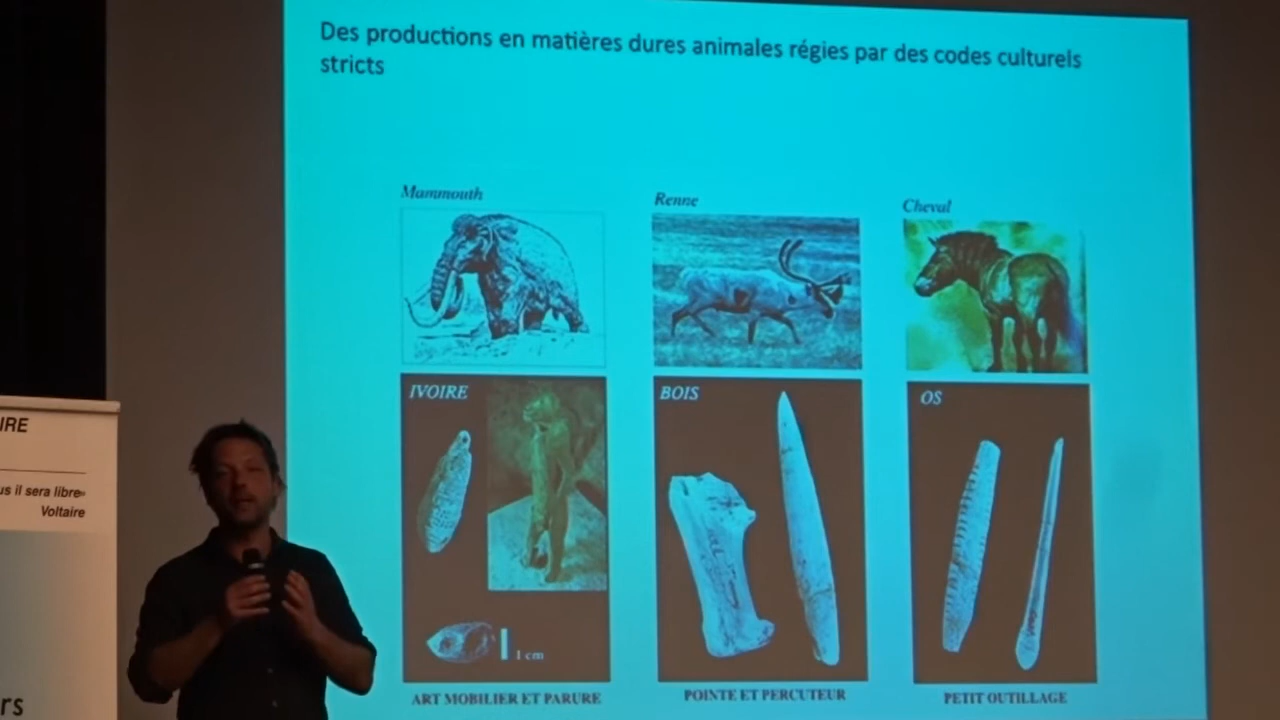 Des productions en matières dures animales régies par des codes culturels
stricts
Mammouth
Renne
Cheval
IVOIRE
BOIS
OS
1 cm
ART MOBILIER ET PARURE
POINTE ET PERCUTEUR
PETIT OUTILLAGE
IRE
us il sera libre»
Voltaire
rs